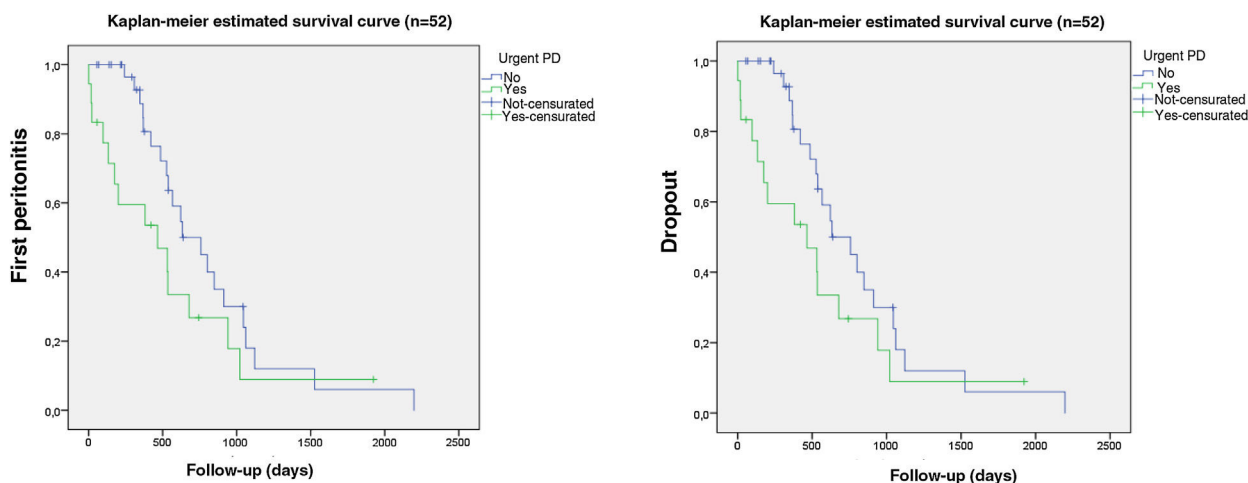 Kaplan-meier estimated survival curve (n=52)
First peritonitis
1,0
0,8
0,6
0,4
0,2
0,0
0 500 1000 1500 2000 2500
Follow-up (days)
Urgent PD
No
Yes
Not-censurated
Yes-censurated
Kaplan-meier estimated survival curve (n=52)
Dropout
1,0
0,8
0,6
0,4
0,2
0,0
0 500 1000 1500 2000 2500
Follow-up (days)
Urgent PD
No
Yes
Not-censurated
Yes-censurated